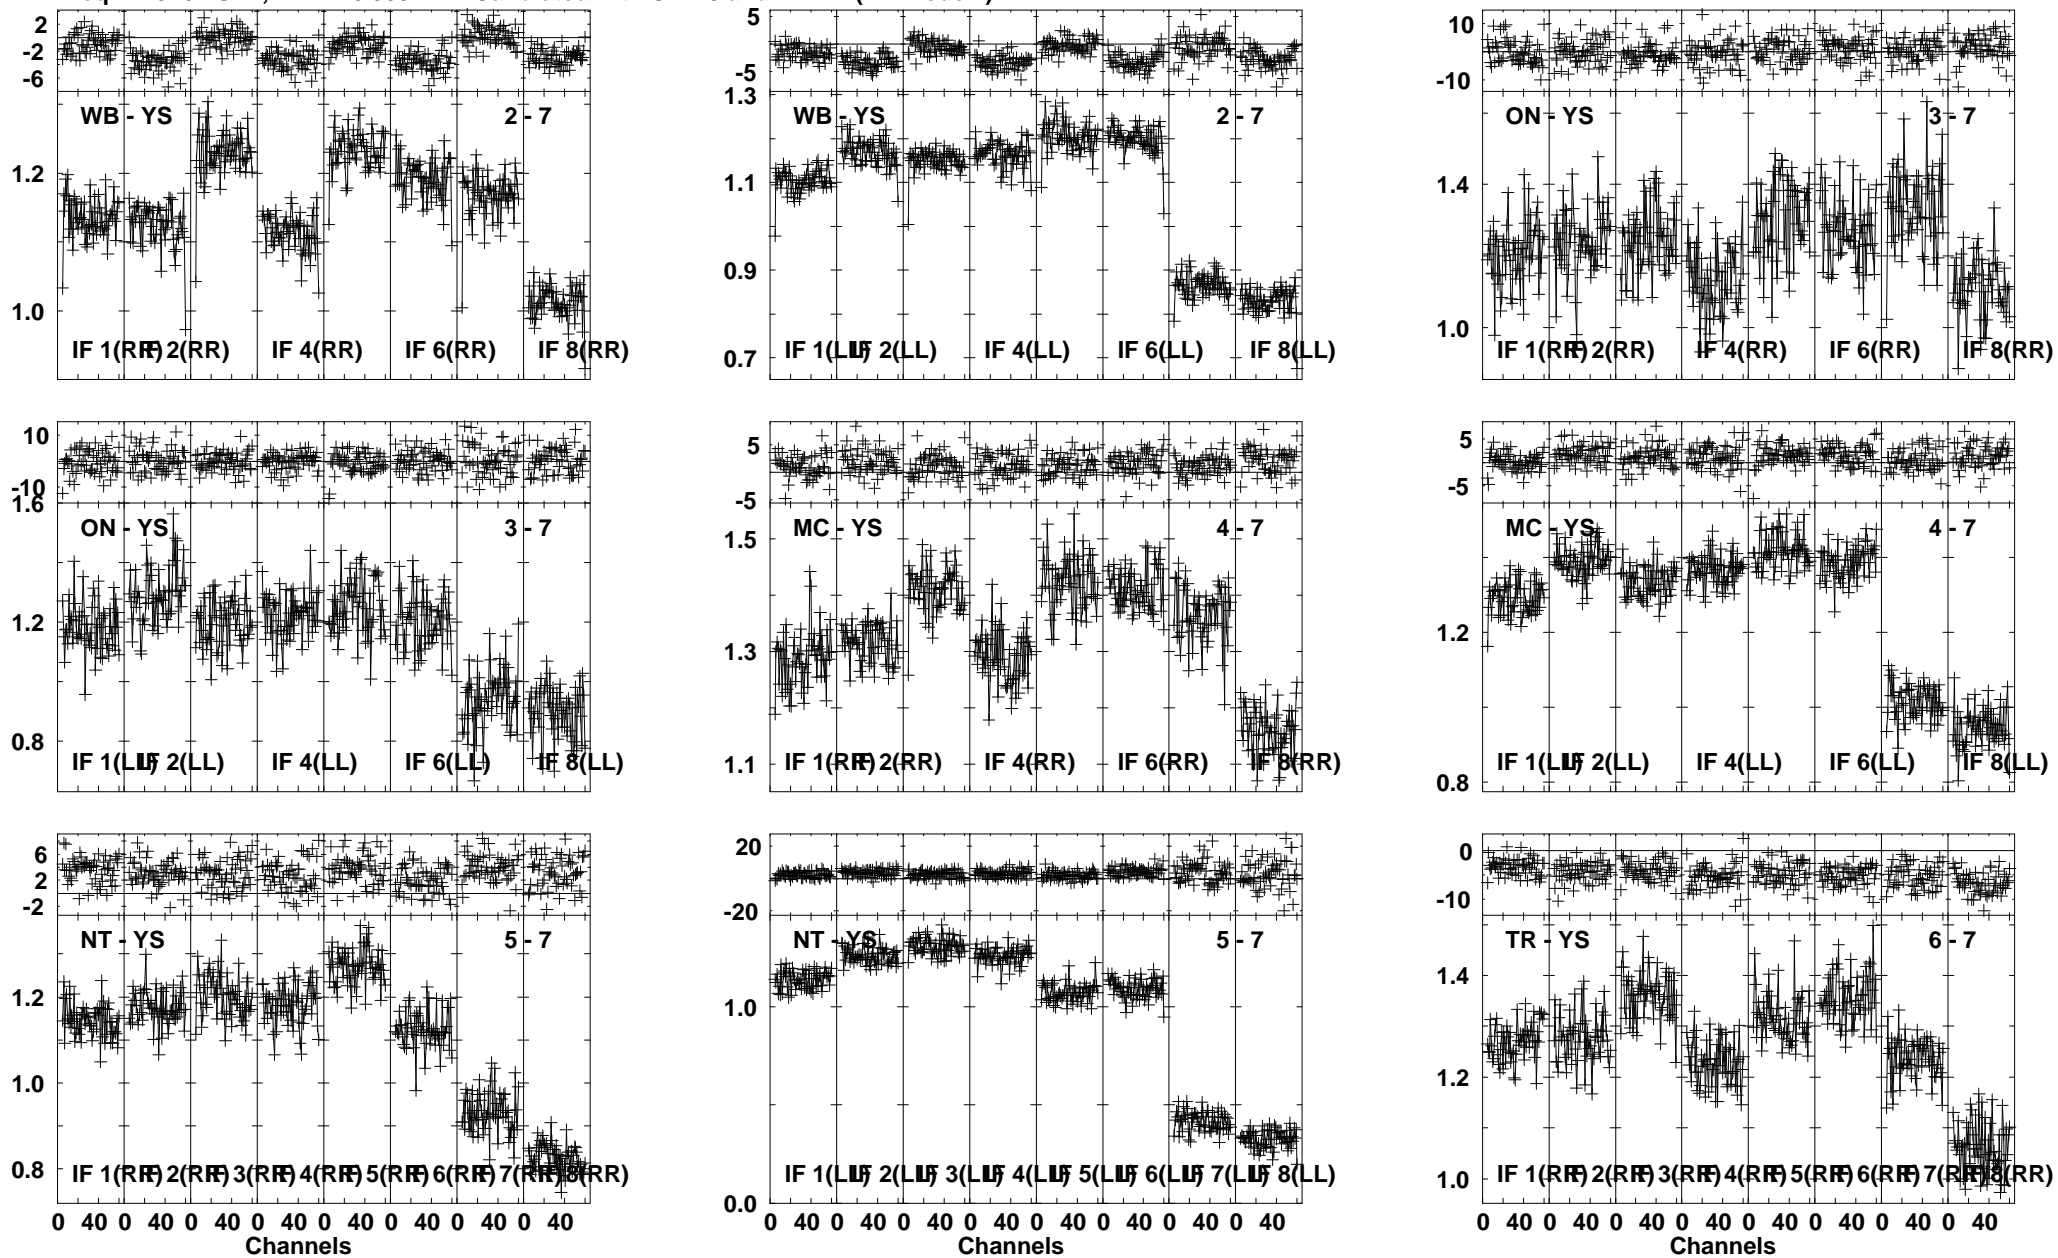 2
-2
-6
WB - YS
2 - 7
1.2
1.0
IF 1(RR)
IF 2(RR)
IF 4(RR)
IF 6(RR)
IF 8(RR)
5
-5
1.3
WB - YS
2 - 7
1.1
0.9
0.7
IF 1(LL)
IF 2(LL)
IF 4(LL)
IF 6(LL)
IF 8(LL)
10
-10
ON - YS
3 - 7
1.4
1.0
IF 1(RR)
IF 2(RR)
IF 4(RR)
IF 6(RR)
IF 8(RR)
10
-10
1.6
ON - YS
3 - 7
1.2
0.8
IF 1(LL)
IF 2(LL)
IF 4(LL)
IF 6(LL)
IF 8(LL)
5
-5
MC - YS
4 - 7
1.5
1.3
1.1
IF 1(RR)
IF 2(RR)
IF 4(RR)
IF 6(RR)
IF 8(RR)
5
-5
MC - YS
4 - 7
1.2
0.8
IF 1(LL)
IF 2(LL)
IF 4(LL)
IF 6(LL)
IF 8(LL)
6
2
-2
NT - YS
5 - 7
1.2
1.0
0.8
IF 1(RR)
IF 2(RR)
IF 3(RR)
IF 4(RR)
IF 5(RR)
IF 6(RR)
IF 7(RR)
IF 8(RR)
0 40 0 40 0 40 0 40 0 40 0 40 0 40 0 40
Channels
20
-20
NT - YS
5 - 7
1.0
0.0
IF 1(LL)
IF 2(LL)
IF 3(LL)
IF 4(LL)
IF 5(LL)
IF 6(LL)
IF 7(LL)
IF 8(LL)
0 40 0 40 0 40 0 40 0 40 0 40 0 40 0 40
Channels
0
-10
TR - YS
6 - 7
1.4
1.2
1.0
IF 1(RR)
IF 2(RR)
IF 3(RR)
IF 4(RR)
IF 5(RR)
IF 6(RR)
IF 7(RR)
IF 8(RR)
0 40 0 40 0 40 0 40 0 40 0 40 0 40 0 40
Channels